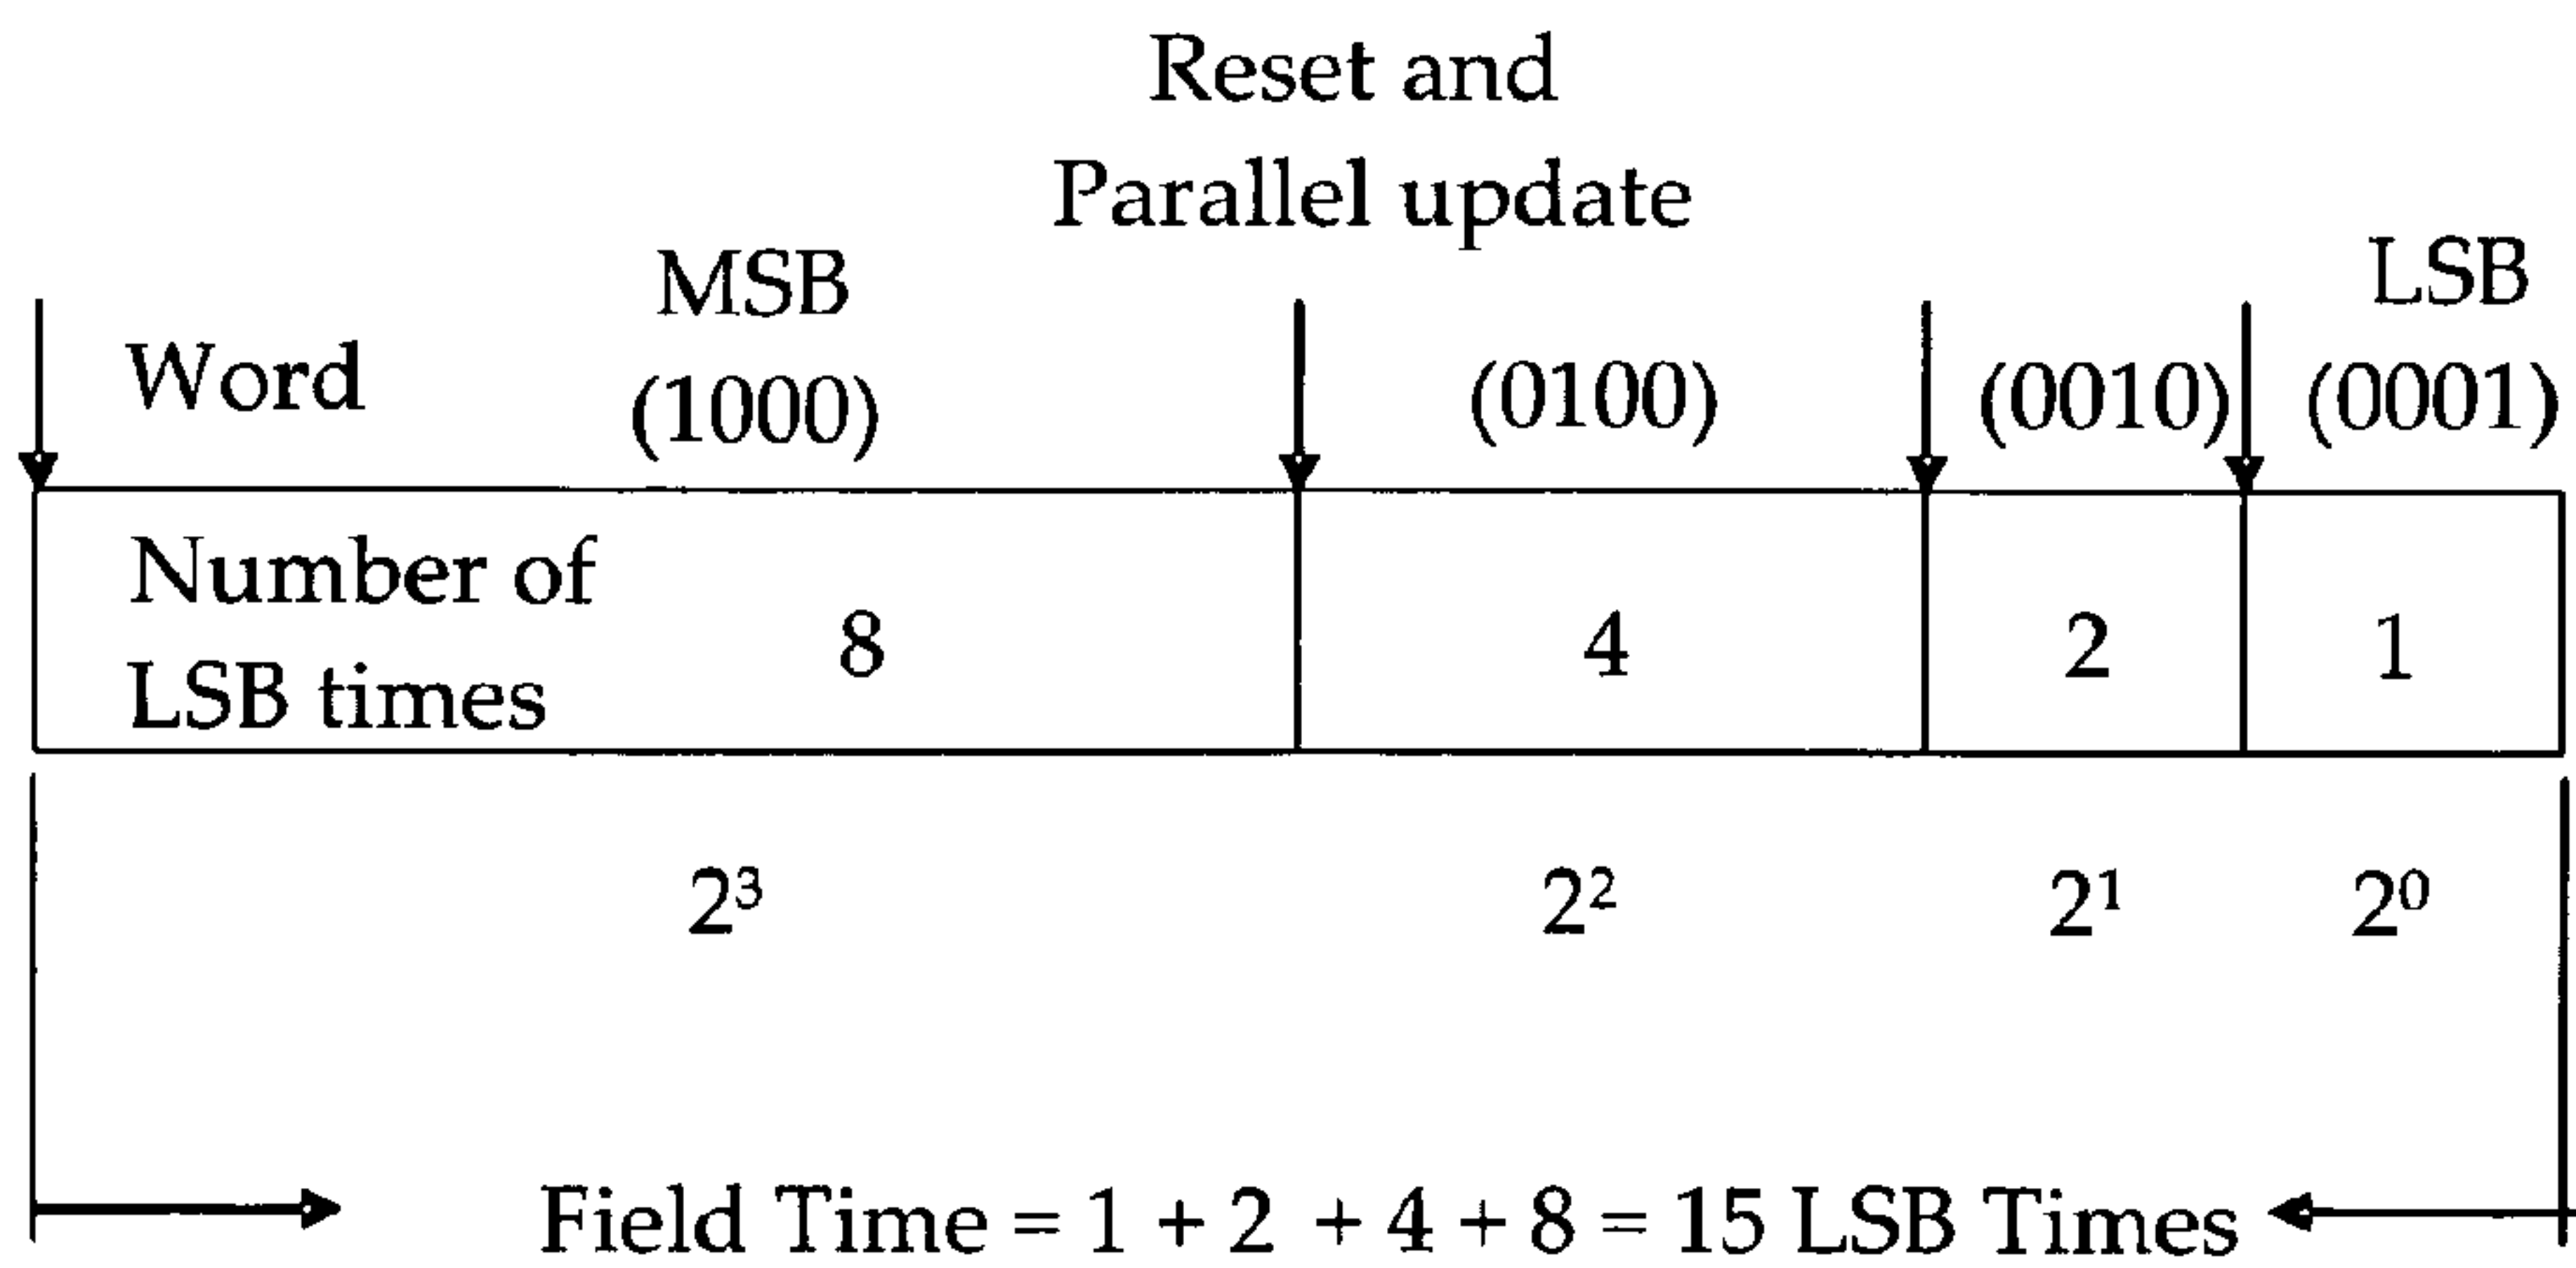 Reset and
Parallel update
MSB
LSB
Word
(1000)
(0100)
(0010)
(0001)
Number of
LSB times
8
4
2
1
2³
2²
2¹
2⁰
Field Time = 1 + 2 + 4 + 8 = 15 LSB Times